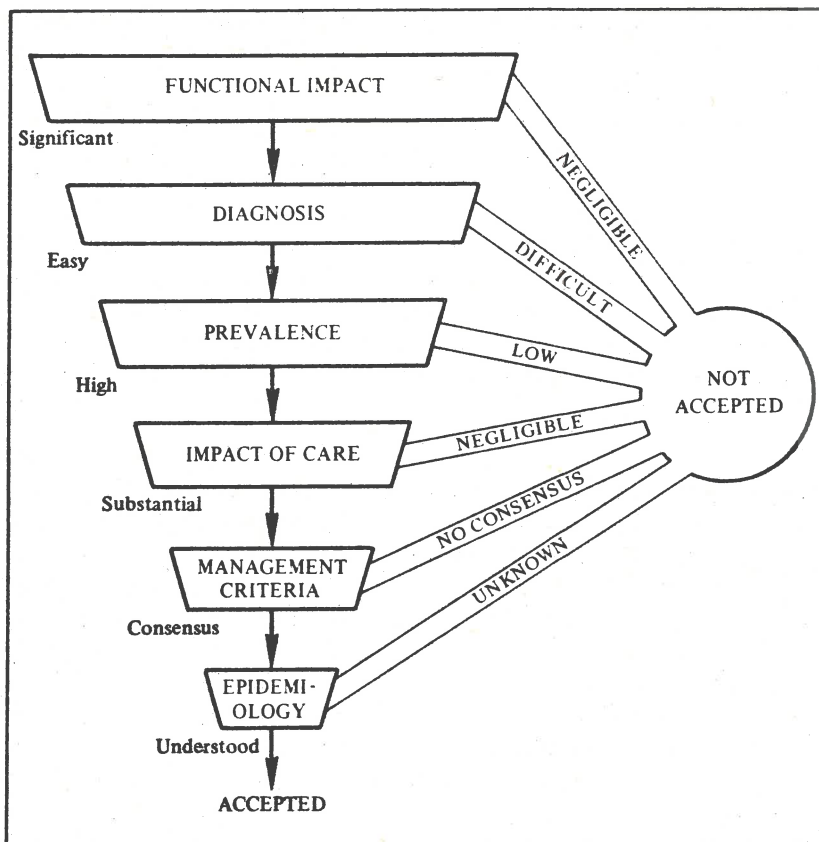 FUNCTIONAL IMPACT
Significant
NEGLIGIBLE
DIAGNOSIS
Easy
DIFFICULT
PREVALENCE
High
LOW
NOT
ACCEPTED
IMPACT OF CARE
Substantial
NEGLIGIBLE
MANAGEMENT
CRITERIA
Consensus
NO CONSENSUS
EPIDEMI-
OLOGY
Understood
UNKNOWN
ACCEPTED